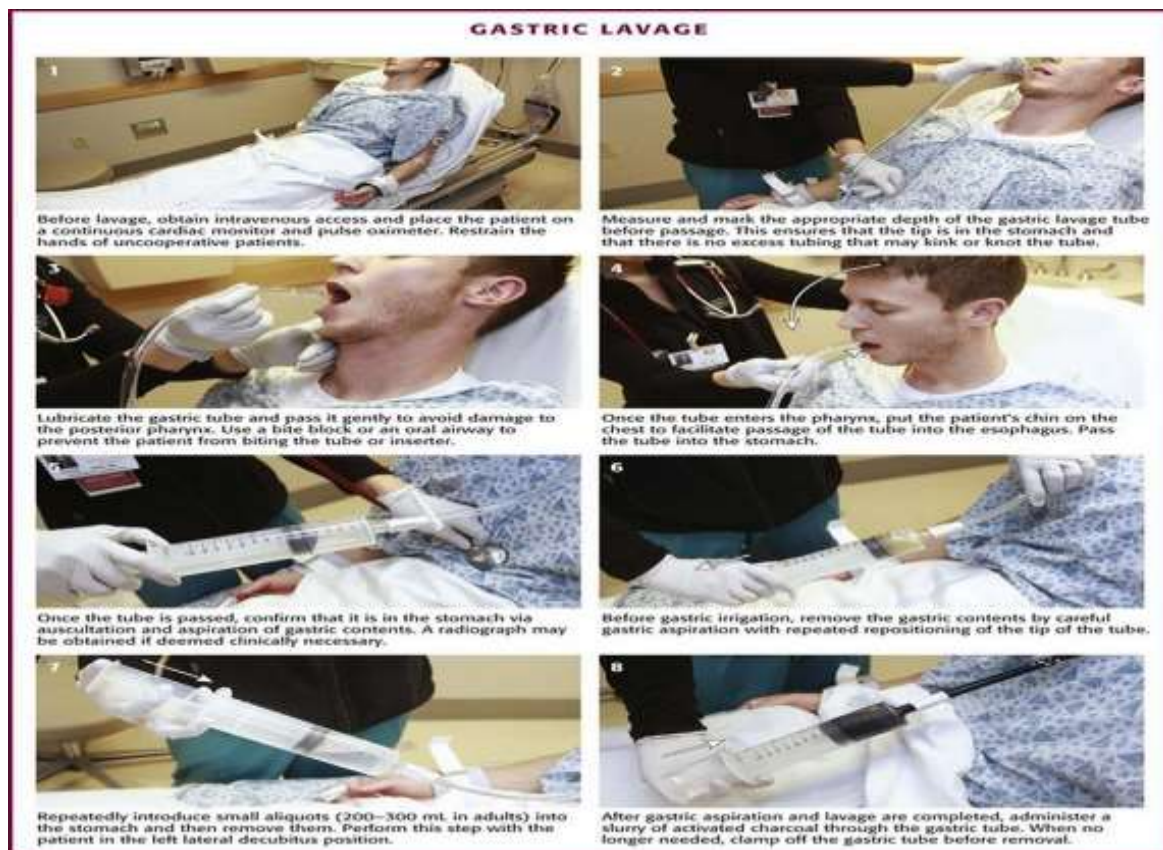 GASTRIC LAVAGE
1
Before lavage, obtain intravenous access and place the patient on
a continuous cardiac monitor and pulse oximeter. Restrain the
hands of uncooperative patients.
2
Measure and mark the appropriate depth of the gastric lavage tube
before passage. This ensures that the tip is in the stomach and
that there is no excess tubing that may kink or knot the tube.
3
Lubricate the gastric tube and pass it gently to avoid damage to
the posterior pharynx. Use a bite block or an oral airway to
prevent the patient from biting the tube or inserter.
4
Once the tube enters the pharynx, put the patient's chin on the
chest to facilitate passage of the tube into the esophagus. Pass
the tube into the stomach.
5
Once the tube is passed, confirm that it is in the stomach via
auscultation and aspiration of gastric contents. A radiograph may
be obtained if deemed clinically necessary.
6
Before gastric irrigation, remove the gastric contents by careful
gastric aspiration with repeated repositioning of the tip of the tube.
7
Repeatedly introduce small aliquots (200–300 mL in adults) into
the stomach and then remove them. Perform this step with the
patient in the left lateral decubitus position.
8
After gastric aspiration and lavage are completed, administer a
slurry of activated charcoal through the gastric tube. When no
longer needed, clamp off the gastric tube before removal.